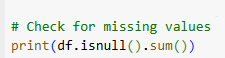 # Check for missing values
print(df.isnull().sum())